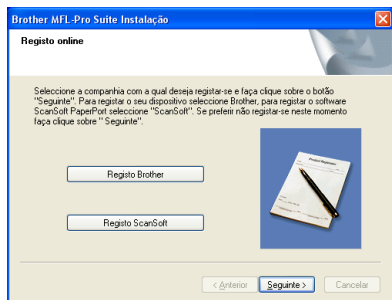 Brother MFL-Pro Suite Instalação
Registo online
Seleccione a companhia com a qual deseja registar-se e faça clique sobre o botão
"Seguinte". Para registar o seu dispositivo seleccione Brother, para registar o software
ScanSoft PaperPort seleccione "ScanSoft". Se preferir não registar-se neste momento
faça clique sobre " Seguinte".
Product Registration
Registo Brother
Registo ScanSoft
< Anterior
Seguinte >
Cancelar